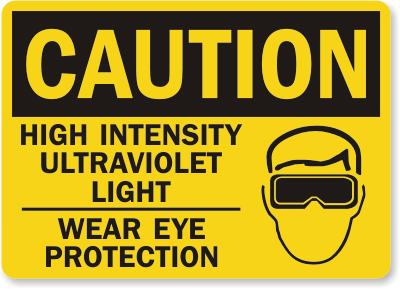 CAUTION
HIGH INTENSITY
ULTRAVIOLET
LIGHT
WEAR EYE
PROTECTION